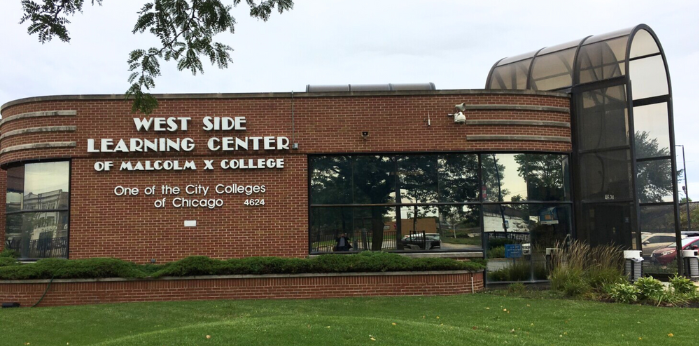 WEST SIDE
LEARNING CENTER
OF MALCOLM X COLLEGE
One of the City Colleges
of Chicago 4624